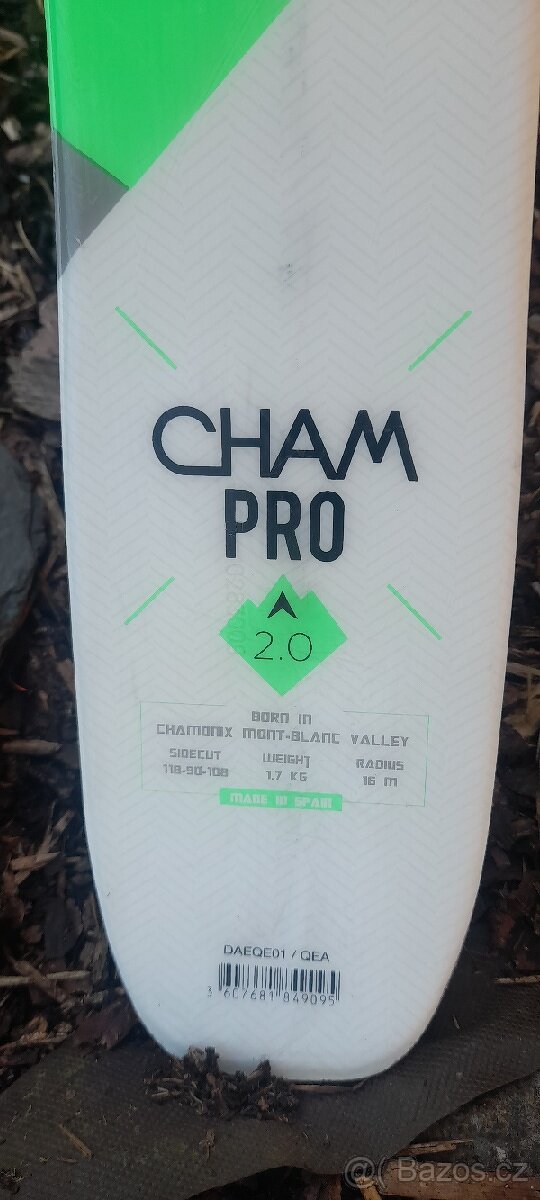 CHAM
PRO
2.0
BORN IN
CHAMONIX MONT-BLANC VALLEY
SIDECUT WEIGHT RADIUS
118-90-108 1.7 KG 16 M
MADE IN SPAIN
DAEQE01 / QEA
3 607681 849095
@ Bazos.cz